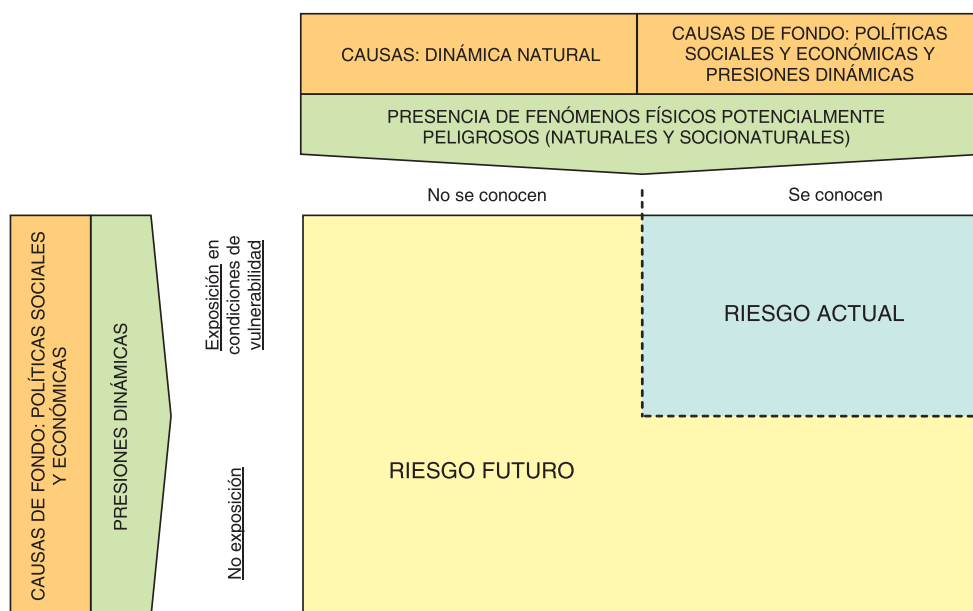 CAUSAS: DINÁMICA NATURAL
CAUSAS DE FONDO: POLÍTICAS
SOCIALES Y ECONÓMICAS Y
PRESIONES DINÁMICAS
PRESENCIA DE FENÓMENOS FÍSICOS POTENCIALMENTE
PELIGROSOS (NATURALES Y SOCIONATURALES)
No se conocen
Se conocen
CAUSAS DE FONDO: POLÍTICAS SOCIALES
Y ECONÓMICAS
PRESIONES DINÁMICAS
Exposición en
condiciones de
vulnerabilidad
No exposición
RIESGO ACTUAL
RIESGO FUTURO